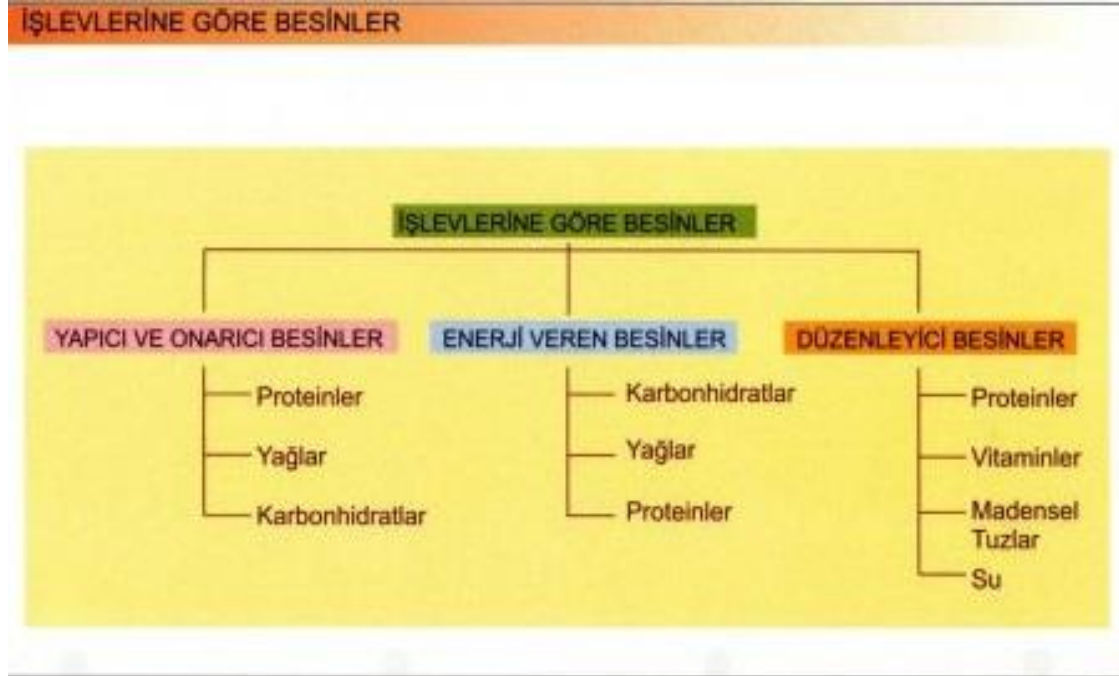 İŞLEVLERİNE GÖRE BESİNLER
İŞLEVLERİNE GÖRE BESİNLER
YAPICI VE ONARICI BESİNLER
Proteinler
Yağlar
Karbonhidratlar
ENERJİ VEREN BESİNLER
Karbonhidratlar
Yağlar
Proteinler
DÜZENLEYİCİ BESİNLER
Proteinler
Vitaminler
Madensel
Tuzlar
Su